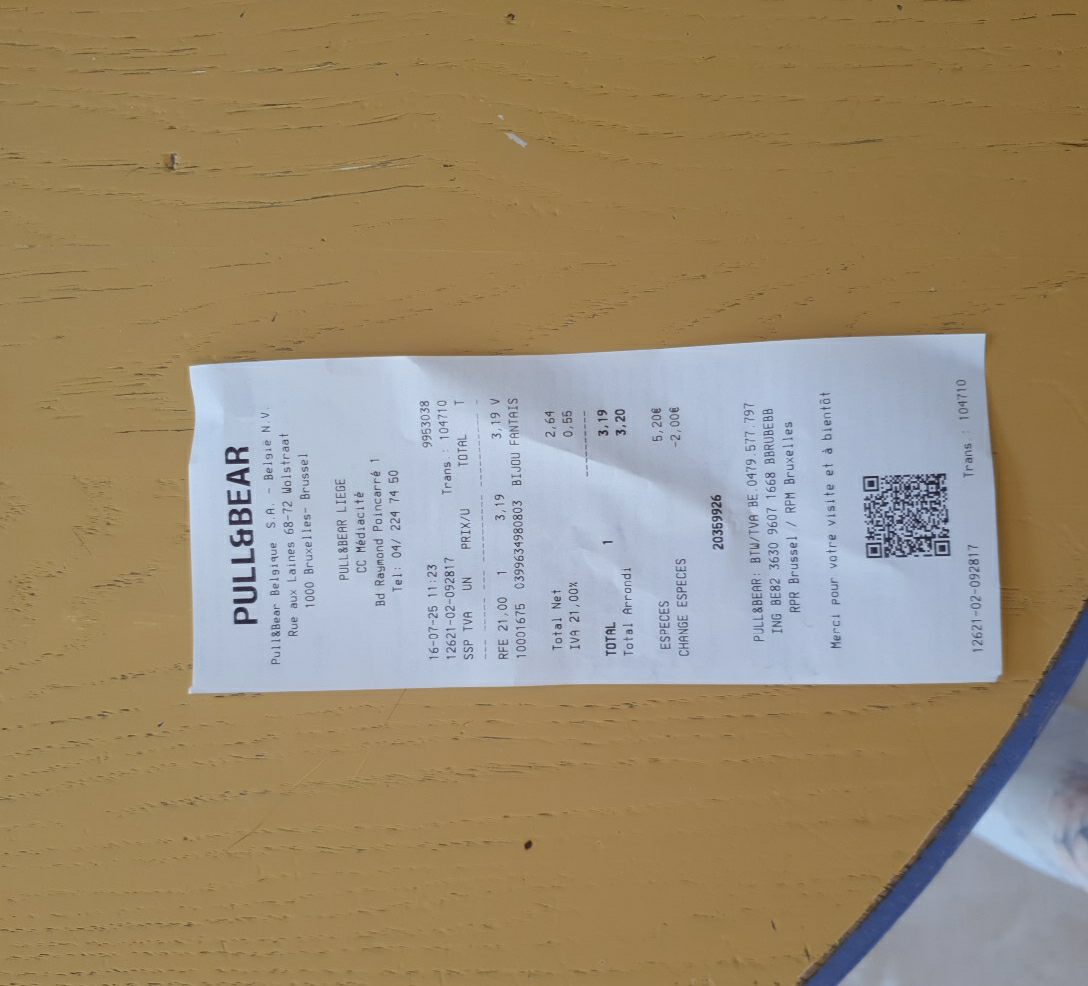 PULL&BEAR
Pull&Bear Belgique S.A. - België N.V.
Rue aux Laines 68-72 Wolstraat
1000 Bruxelles- Brussel
PULL&BEAR LIEGE
CC Médiacité
Bd Raymond Poincarré 1
Tel: 04/ 224 74 50
16-07-25 11:23 9953038
12621-02-092817 Trans.: 104710
SSP TVA UN PRIX/U TOTAL T
RFE 21,00 1 3,19 3,19 V
10001675 0399634980803 BIJOU FANTAIS
Total Net 2,64
IVA 21,00% 0,55
TOTAL 1 3,19
Total Arrondi 3,20
ESPECES 5,20€
CHANGE ESPECES -2,00€
20359926
PULL&BEAR: BTW/TVA BE 0479.577.797
ING BE82 3630 9607 1668 BBRUBEBB
RPR Brussel / RPM Bruxelles
Merci pour votre visite et à bientôt
12621-02-092817 Trans.: 104710